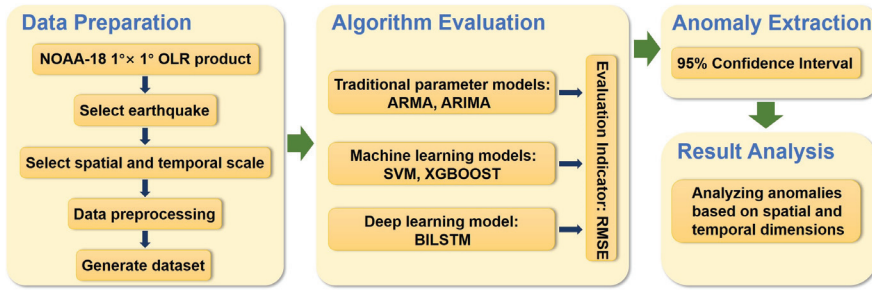 Data Preparation
NOAA-18 1°× 1° OLR product
Select earthquake
Select spatial and temporal scale
Data preprocessing
Generate dataset
Algorithm Evaluation
Traditional parameter models:
ARMA, ARIMA
Machine learning models:
SVM, XGBOOST
Deep learning model:
BILSTM
Evaluation Indicator: RMSE
Anomaly Extraction
95% Confidence Interval
Result Analysis
Analyzing anomalies
based on spatial and
temporal dimensions